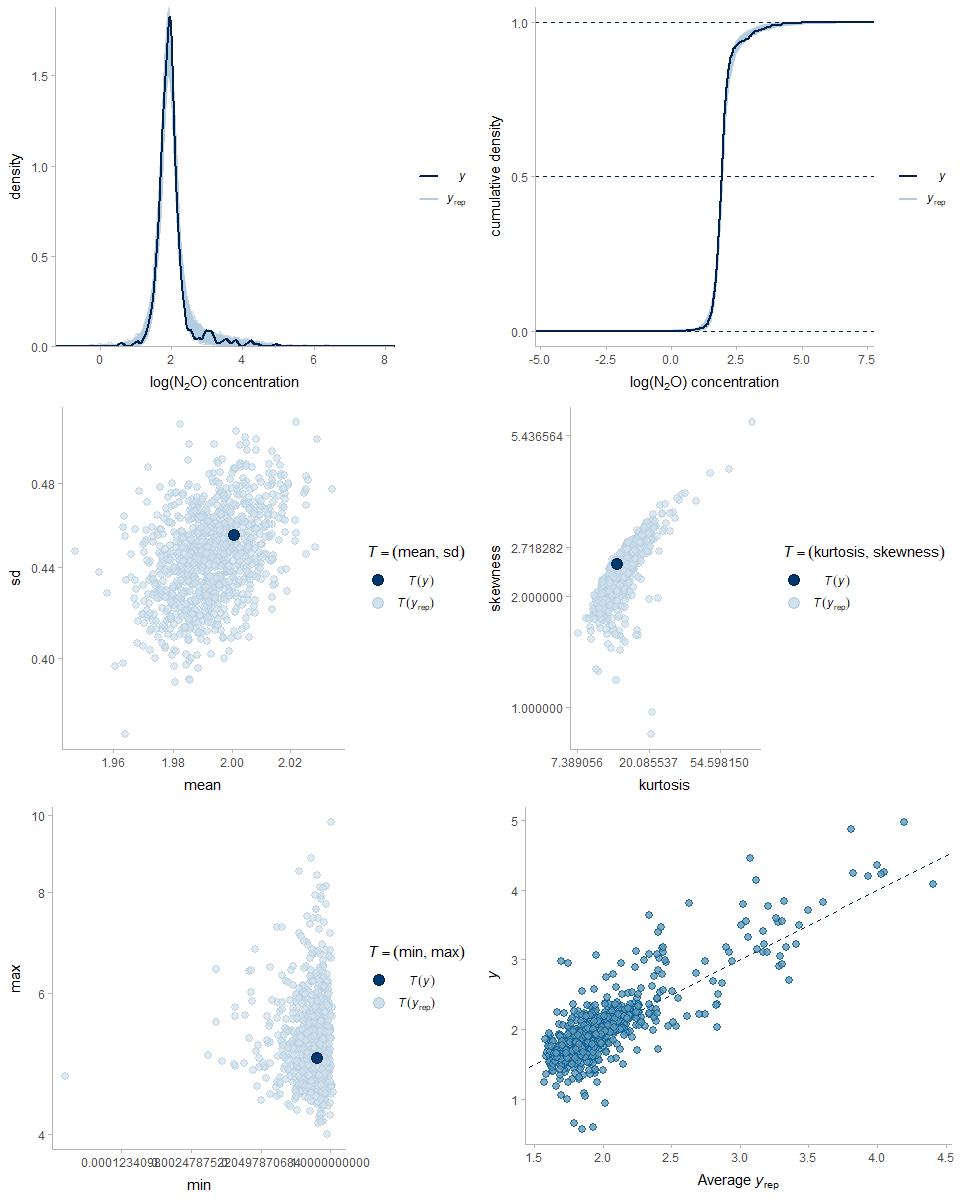 1.5
1.0
0.5
0.0
density
0 2 4 6 8
log(N2O) concentration
y
yrep
1.0
0.5
0.0
cumulative density
-5.0 -2.5 0.0 2.5 5.0 7.5
log(N2O) concentration
y
yrep
0.48
0.44
0.40
sd
1.96 1.98 2.00 2.02
mean
T = (mean, sd)
T(y)
T(yrep)
5.436564
2.718282
2.000000
1.000000
skewness
7.389056 20.085537 54.598150
kurtosis
T = (kurtosis, skewness)
T(y)
T(yrep)
10
8
6
4
max
min
T = (min, max)
T(y)
T(yrep)
5
4
3
2
1
y
1.5 2.0 2.5 3.0 3.5 4.0 4.5
Average yrep